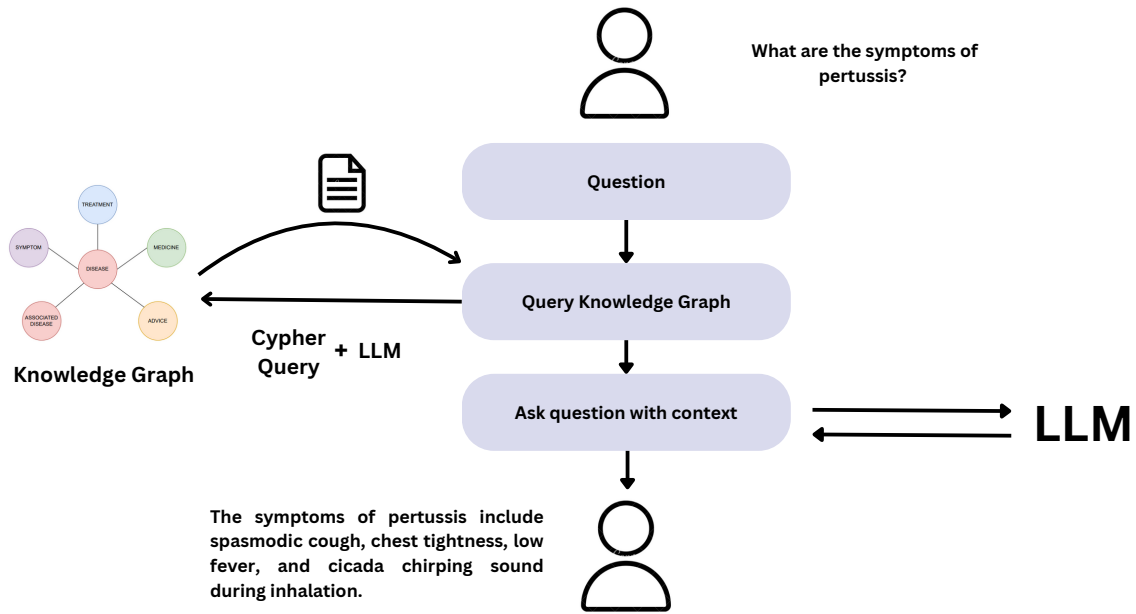 What are the symptoms of
pertussis?
Question
TREATMENT
SYMPTOM
MEDICINE
DISEASE
ASSOCIATED
DISEASE
ADVICE
Knowledge Graph
Query Knowledge Graph
Cypher
Query
+ LLM
Ask question with context
LLM
The symptoms of pertussis include
spasmodic cough, chest tightness, low
fever, and cicada chirping sound
during inhalation.